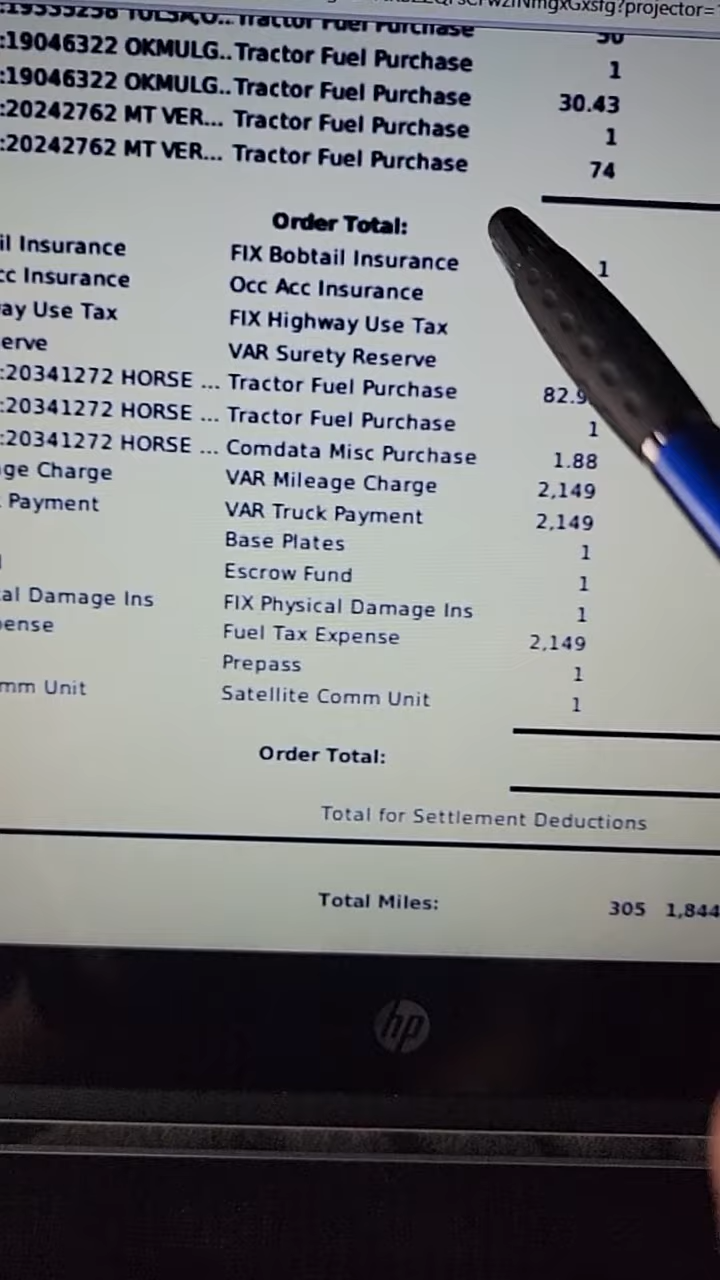 Tractor Fuel Purchase 50
:19046322 OKMULG.. Tractor Fuel Purchase 1
:19046322 OKMULG.. Tractor Fuel Purchase 30.43
:20242762 MT VER... Tractor Fuel Purchase 1
:20242762 MT VER... Tractor Fuel Purchase 74
Order Total:
il Insurance FIX Bobtail Insurance 1
cc Insurance Occ Acc Insurance
ay Use Tax FIX Highway Use Tax
erve VAR Surety Reserve
:20341272 HORSE ... Tractor Fuel Purchase 82.9
:20341272 HORSE ... Tractor Fuel Purchase 1
:20341272 HORSE ... Comdata Misc Purchase 1.88
ge Charge VAR Mileage Charge 2,149
Payment VAR Truck Payment 2,149
Base Plates 1
Escrow Fund 1
al Damage Ins FIX Physical Damage Ins 1
ense Fuel Tax Expense 2,149
Prepass 1
mm Unit Satellite Comm Unit 1
Order Total:
Total for Settlement Deductions
Total Miles: 305 1,844
hp